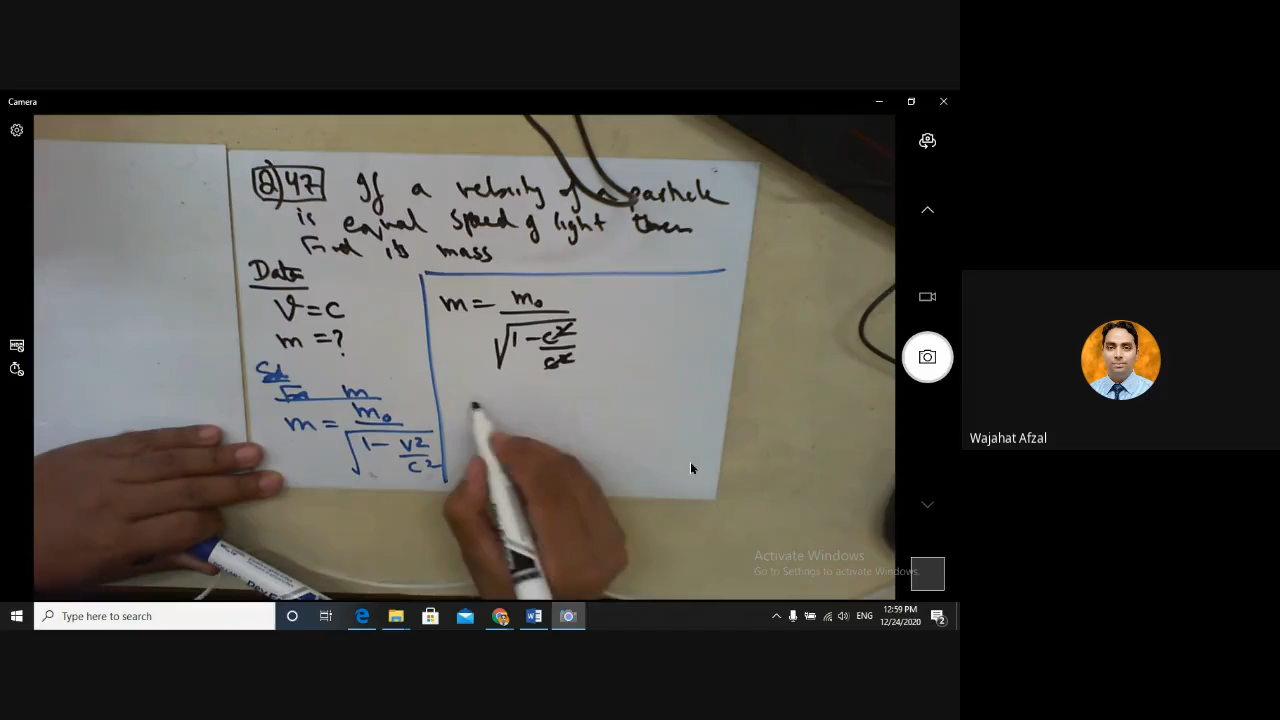 Camera
Q) 47 If a velocity of a particle
is equal speed of light then
Find its mass
Data
v = c
m = ?
Sol
m
m = m₀ / √(1 - v²/c²)
m = m₀ / √(1 - c²/c²)
Wajahat Afzal
Activate Windows
Go to Settings to activate Windows.
Type here to search
ENG
12:59 PM
12/24/2020
2